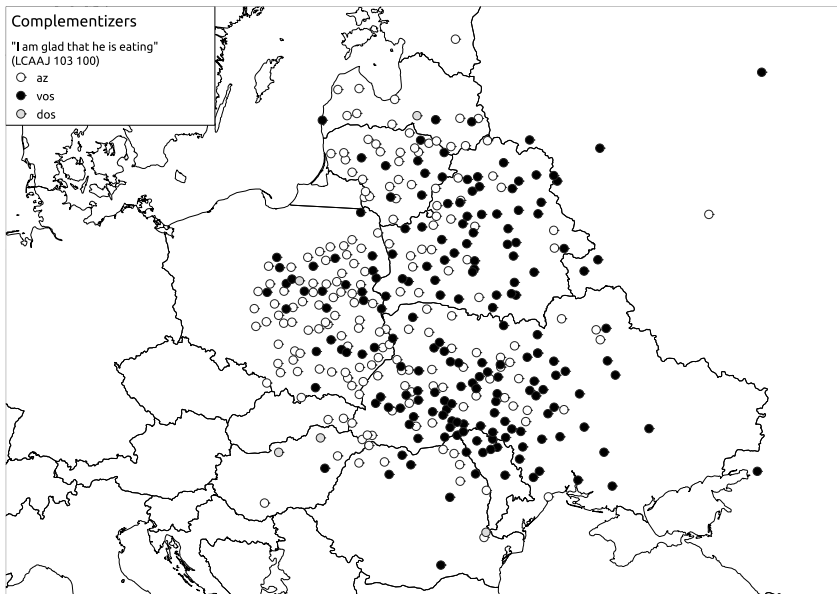 Complementizers
"I am glad that he is eating"
(LCAAJ 103 100)
az
vos
dos